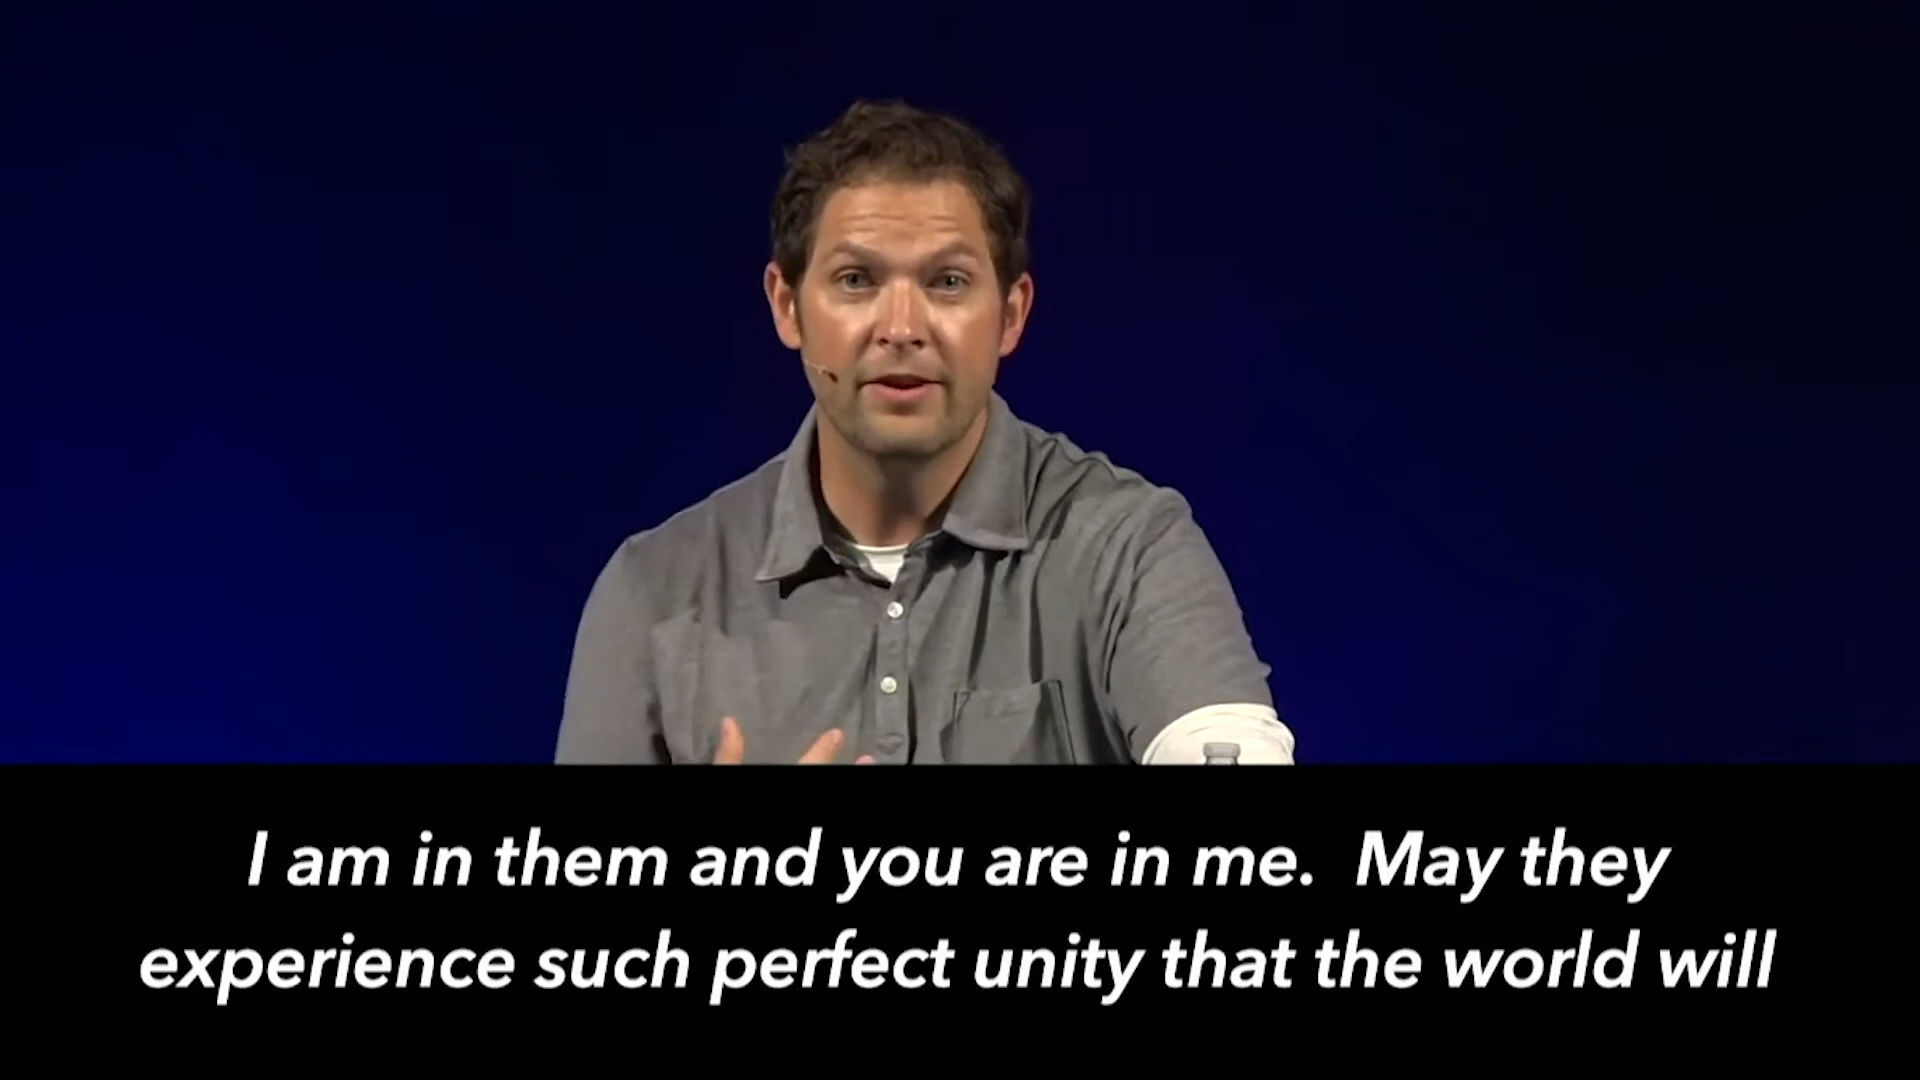 I am in them and you are in me.  May they
experience such perfect unity that the world will